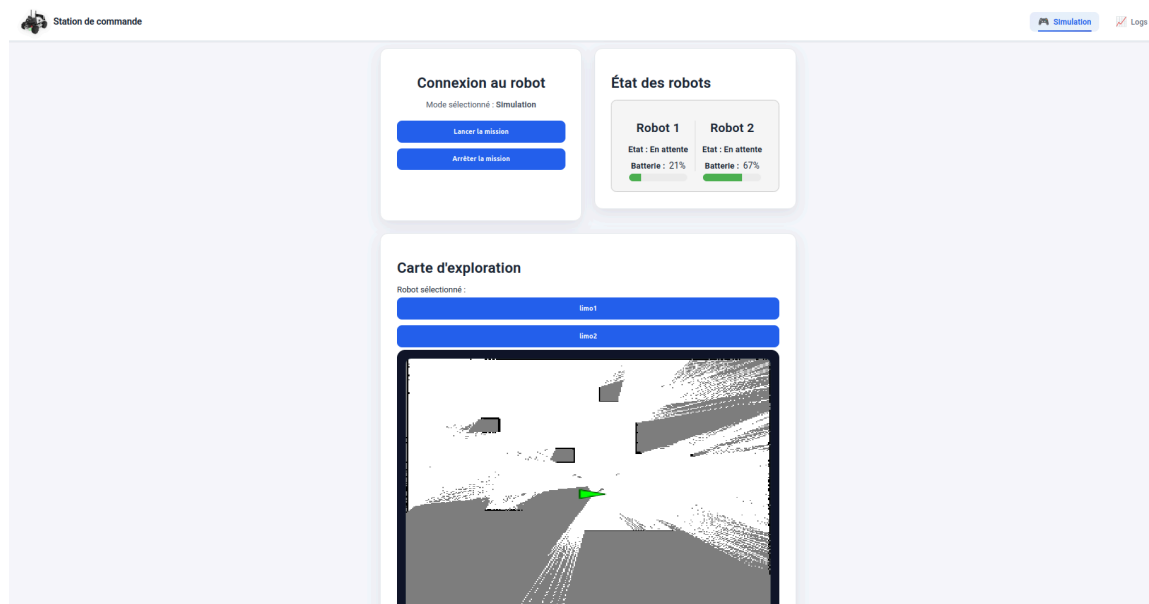 Station de commande
Simulation
Logs
Connexion au robot
Mode sélectionné : Simulation
Lancer la mission
Arrêter la mission
État des robots
Robot 1
Etat : En attente
Batterie : 21%
Robot 2
Etat : En attente
Batterie : 67%
Carte d'exploration
Robot sélectionné :
limo1
limo2